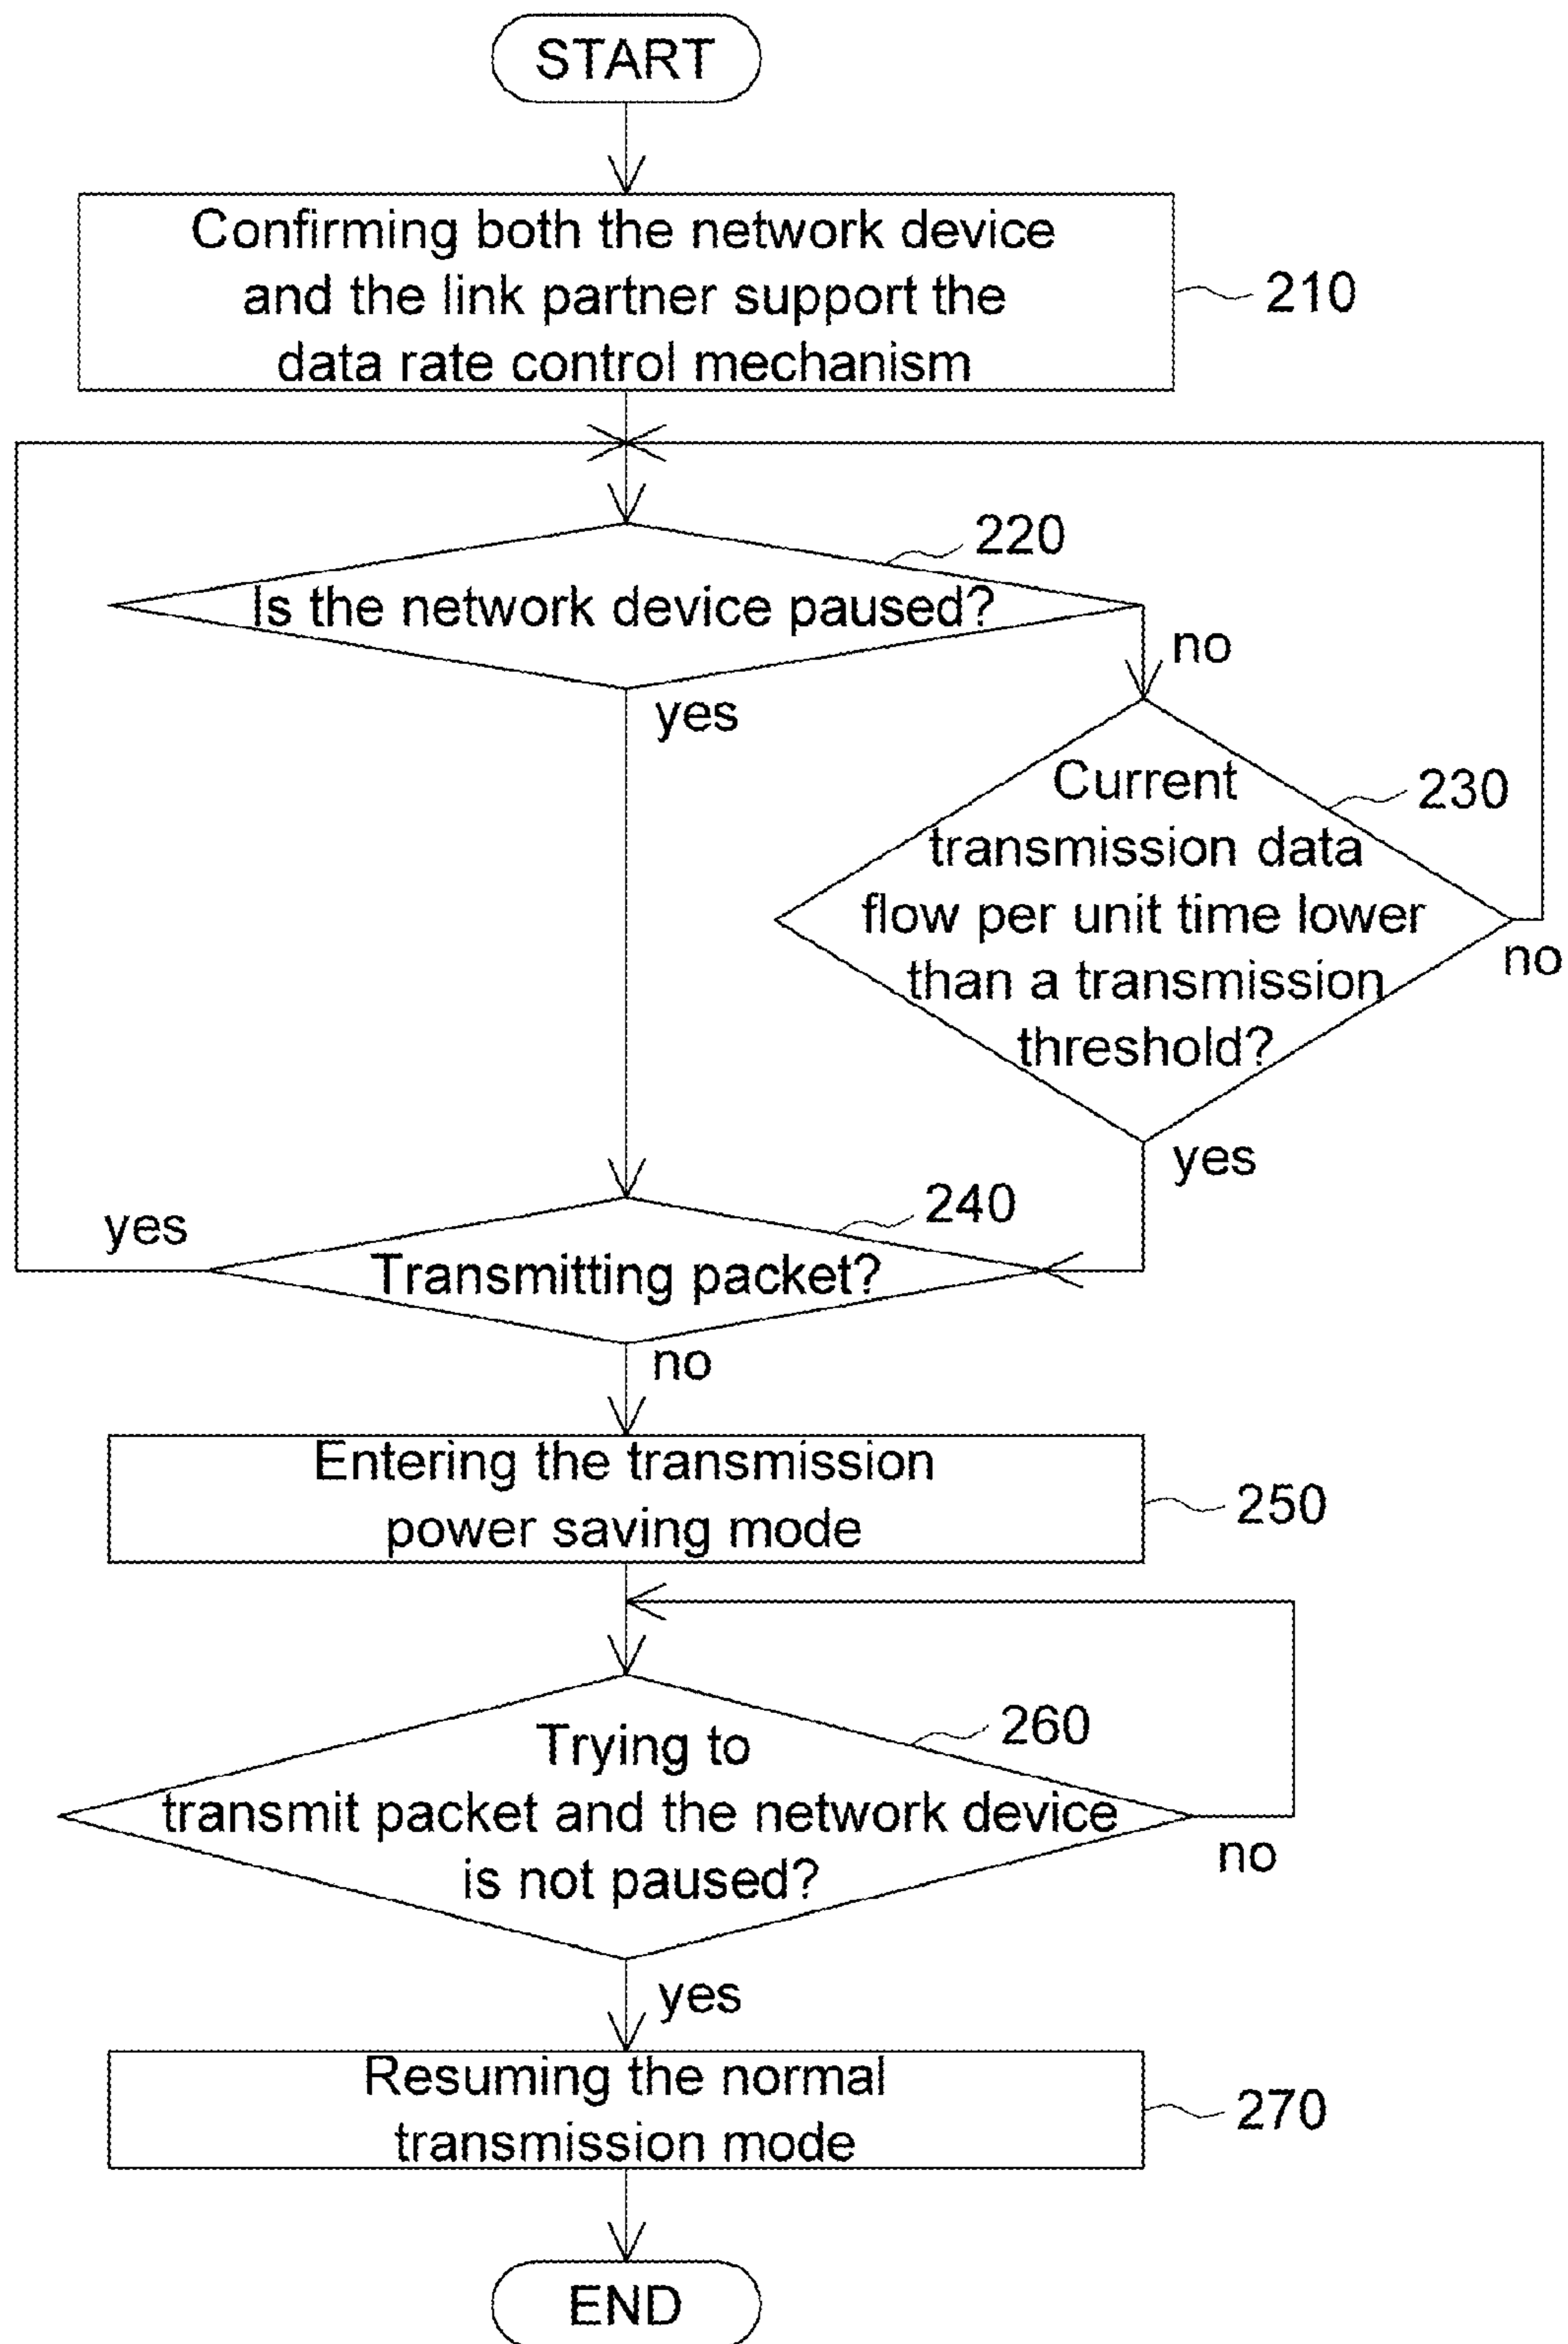 START
Confirming both the network device
and the link partner support the
data rate control mechanism
210
220
Is the network device paused?
no
yes
Current
transmission data
flow per unit time lower
than a transmission
threshold?
230
no
yes
240
yes
Transmitting packet?
no
Entering the transmission
power saving mode
250
260
Trying to
transmit packet and the network device
is not paused?
no
yes
Resuming the normal
transmission mode
270
END